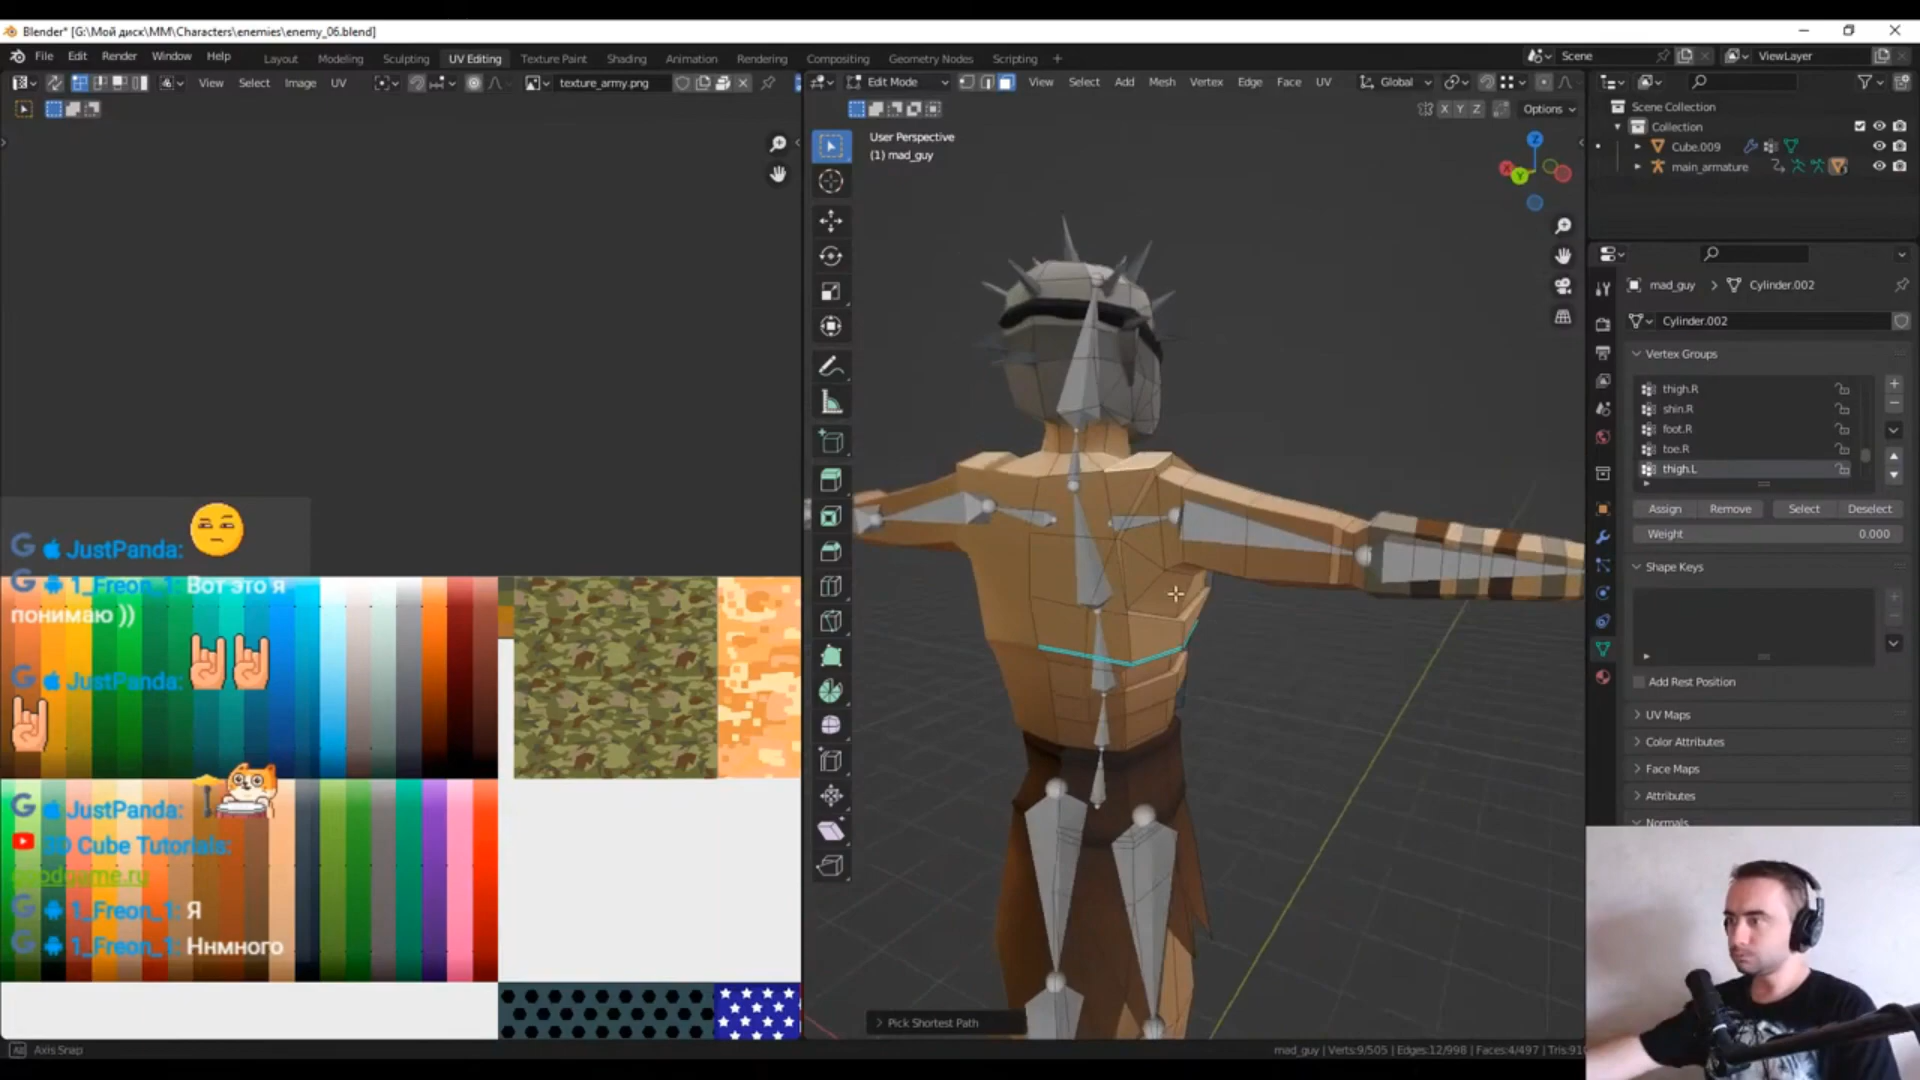 Blender* [G:\Мой диск\MM\Characters\enemies\enemy_06.blend]
File Edit Render Window Help Layout Modeling Sculpting UV Editing Texture Paint Shading Animation Rendering Compositing Geometry Nodes Scripting + Scene ViewLayer
View Select Image UV texture_army.png Edit Mode View Select Add Mesh Vertex Edge Face UV Global
X Y Z Options
User Perspective
(1) mad_guy
Z
X
Y
Scene Collection
Collection
Cube.009
main_armature
mad_guy > Cylinder.002
Cylinder.002
Vertex Groups
thigh.R
shin.R
foot.R
toe.R
thigh.L
Assign Remove Select Deselect
Weight 0.000
Shape Keys
Add Rest Position
UV Maps
Color Attributes
Face Maps
Attributes
Normals
JustPanda:
1_Freon_1: Вот это я
понимаю ))
JustPanda:
JustPanda:
3D Cube Tutorials:
goodgame.ru
1_Freon_1: Я
1_Freon_1: Ннмного
Pick Shortest Path
Axis Snap
mad_guy | Verts:9/505 | Edges:12/998 | Faces:4/497 | Tris:910